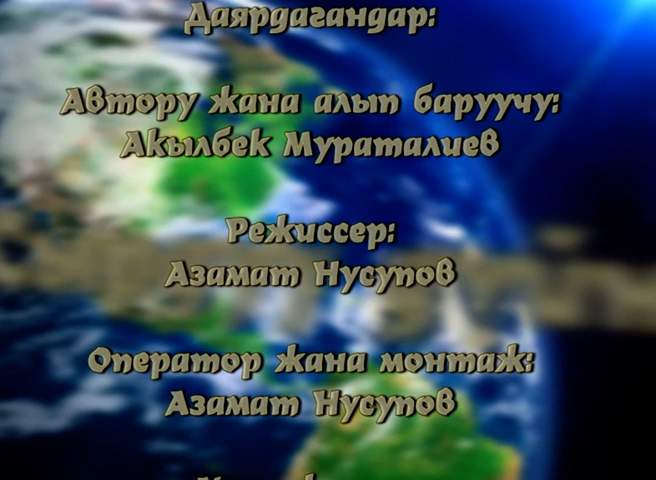 Даярдагандар:
Автору жана алып баруучу:
Акылбек Мураталиев
Режиссер:
Азамат Нусупов
Оператор жана монтаж:
Азамат Нусупов